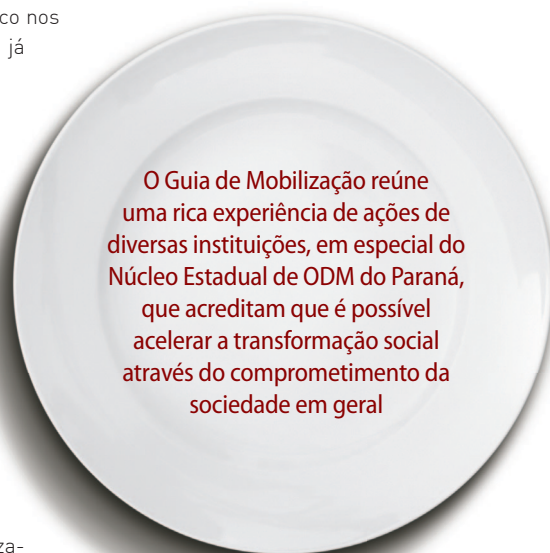 co nos
já
O Guia de Mobilização reúne
uma rica experiência de ações de
diversas instituições, em especial do
Núcleo Estadual de ODM do Paraná,
que acreditam que é possível
acelerar a transformação social
através do comprometimento da
sociedade em geral
za-